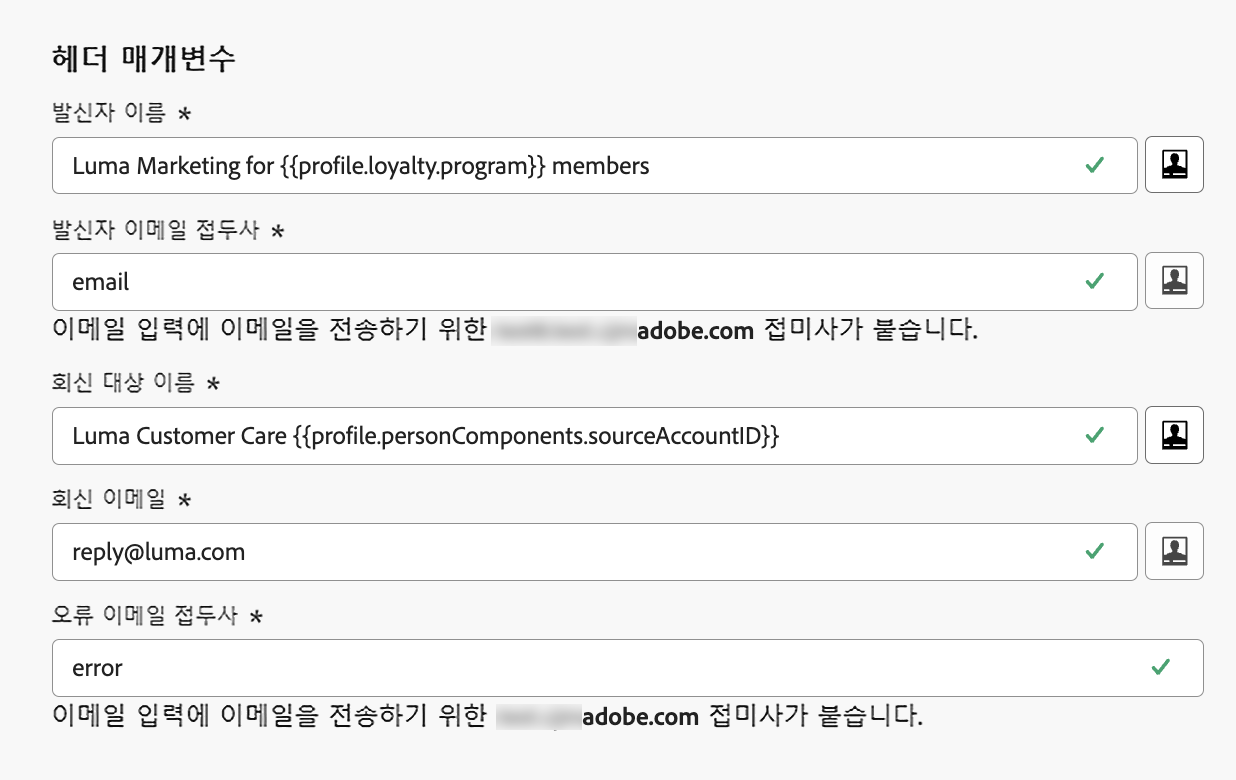 헤더 매개변수
발신자 이름 *
Luma Marketing for {{profile.loyalty.program}} members
발신자 이메일 접두사 *
email
이메일 입력에 이메일을 전송하기 위한 adobe.com 접미사가 붙습니다.
회신 대상 이름 *
Luma Customer Care {{profile.personComponents.sourceAccountID}}
회신 이메일 *
reply@luma.com
오류 이메일 접두사 *
error
이메일 입력에 이메일을 전송하기 위한 adobe.com 접미사가 붙습니다.